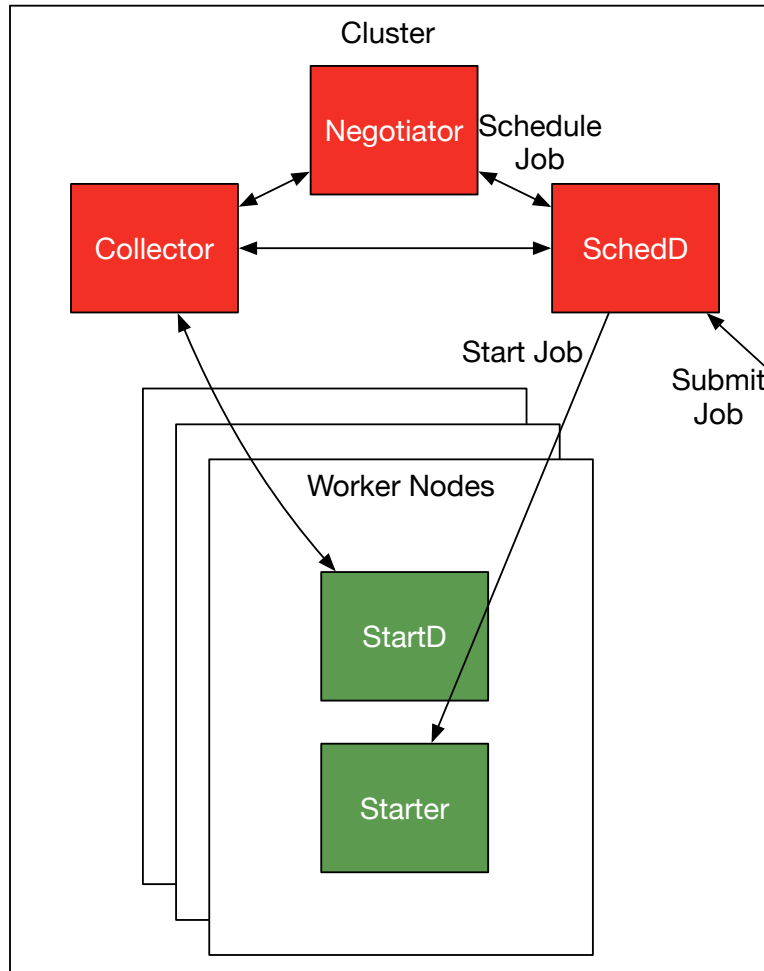 Cluster
Negotiator
Schedule
Job
Collector
SchedD
Start Job
Submit
Job
Worker Nodes
StartD
Starter